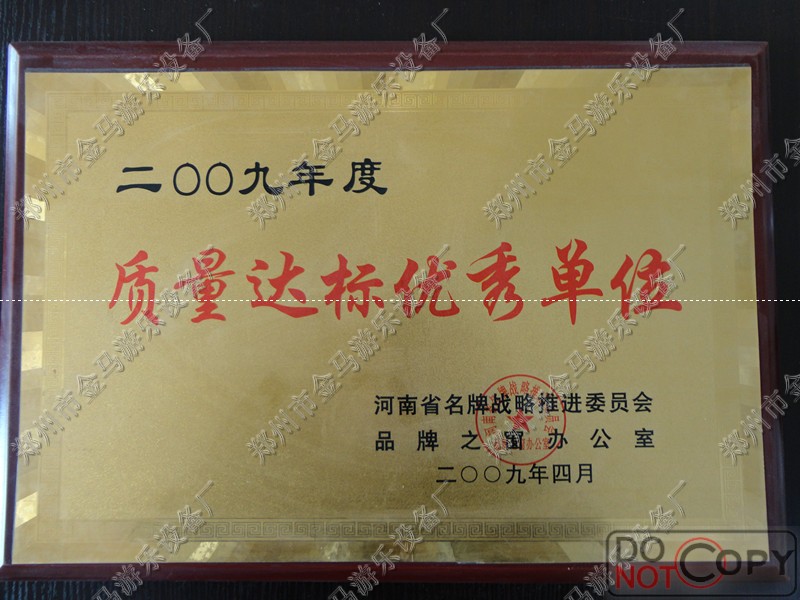 二〇〇九年度
质量达标优秀单位
河南省名牌战略推进委员会
品牌之窗办公室
二〇〇九年四月
郑州市金马游乐设备厂
DO NOT COPY